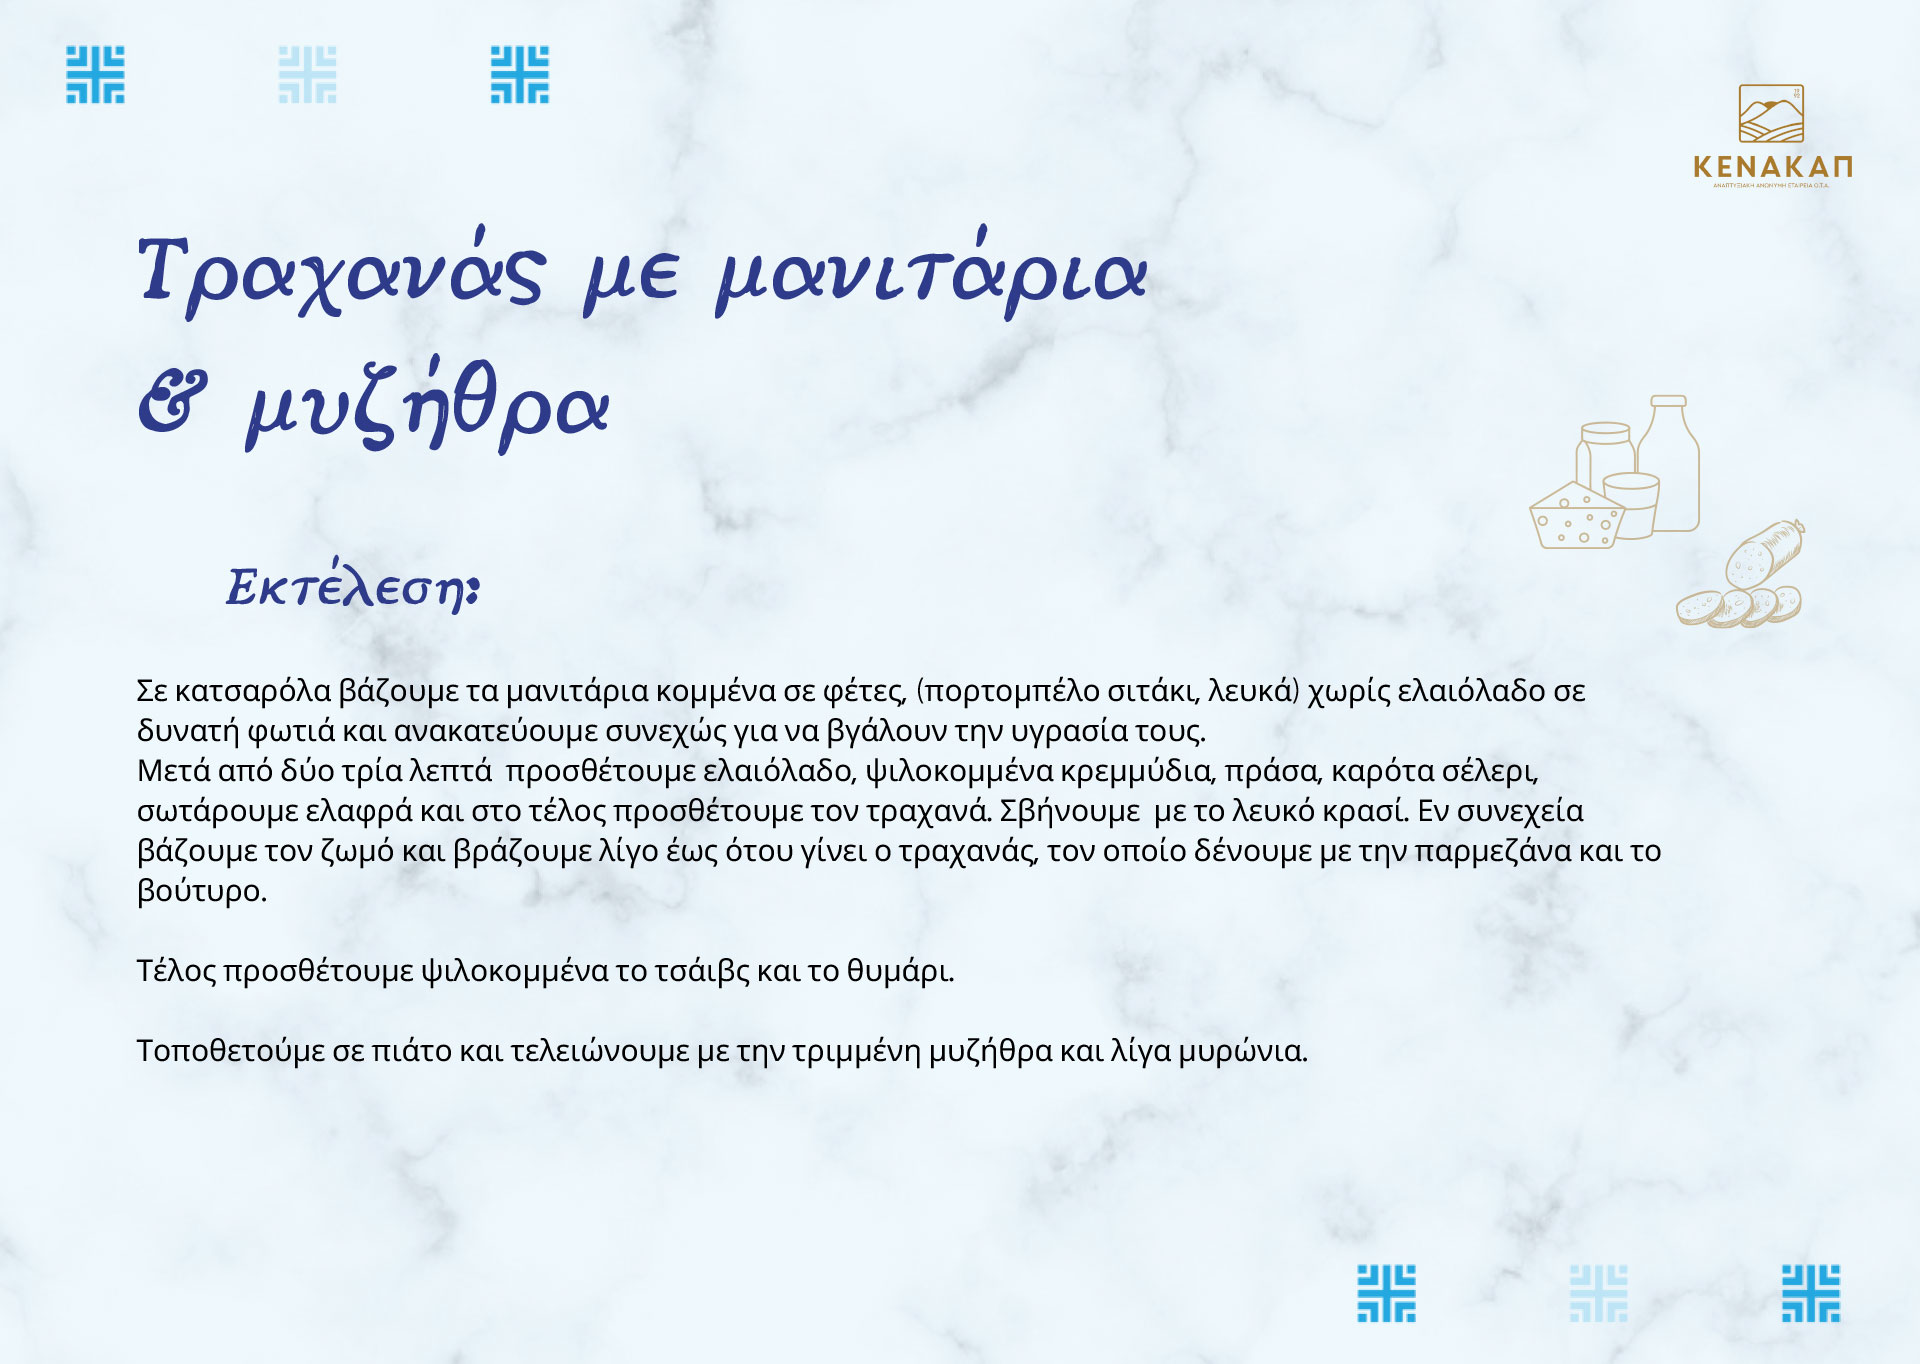 ΚΕΝΑΚΑΠ
ΑΝΑΠΤΥΞΙΑΚΗ ΑΝΩΝΥΜΗ ΕΤΑΙΡΕΙΑ Ο.Τ.Α.
Τραχανάς με μανιτάρια
& μυζήθρα
Εκτέλεση:
Σε κατσαρόλα βάζουμε τα μανιτάρια κομμένα σε φέτες, (πορτομπέλο σιτάκι, λευκά) χωρίς ελαιόλαδο σε
δυνατή φωτιά και ανακατεύουμε συνεχώς για να βγάλουν την υγρασία τους.
Μετά από δύο τρία λεπτά  προσθέτουμε ελαιόλαδο, ψιλοκομμένα κρεμμύδια, πράσα, καρότα σέλερι,
σωτάρουμε ελαφρά και στο τέλος προσθέτουμε τον τραχανά. Σβήνουμε  με το λευκό κρασί. Εν συνεχεία
βάζουμε τον ζωμό και βράζουμε λίγο έως ότου γίνει ο τραχανάς, τον οποίο δένουμε με την παρμεζάνα και το
βούτυρο.
Τέλος προσθέτουμε ψιλοκομμένα το τσάιβς και το θυμάρι.
Τοποθετούμε σε πιάτο και τελειώνουμε με την τριμμένη μυζήθρα και λίγα μυρώνια.